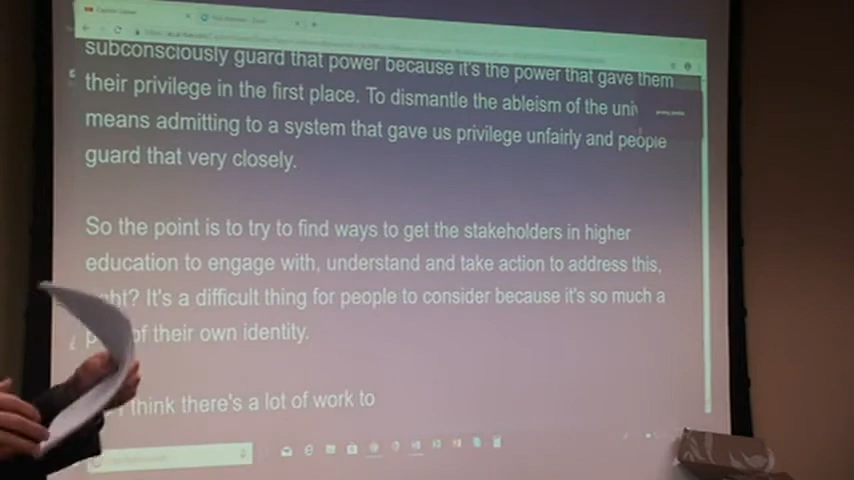 subconsciously guard that power because it's the power that gave them
their privilege in the first place. To dismantle the ableism of the
means admitting to a system that gave us privilege unfairly and people
guard that very closely.
So the point is to try to find ways to get the stakeholders in higher
education to engage with, understand and take action to address this,
right? It's a difficult thing for people to consider because it's so much a
of their own identity.
think there's a lot of work to